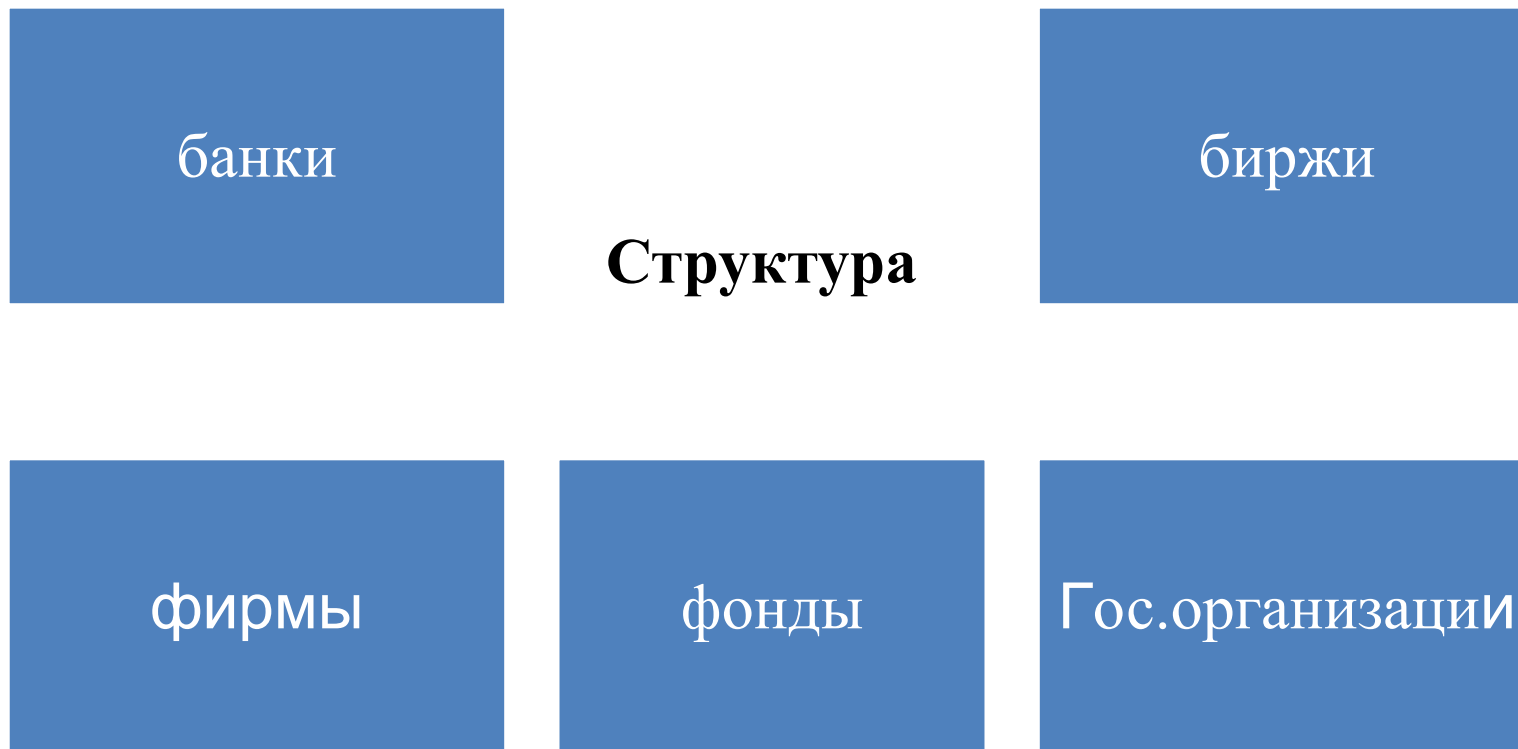 банки
биржи
Структура
фирмы
фонды
Гос.организации